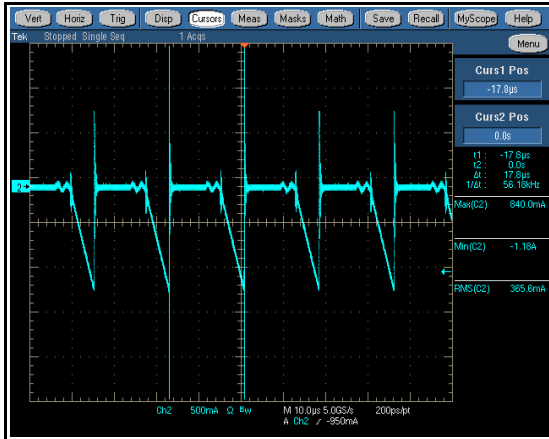 Vert Horiz Trig Disp Cursors Meas Masks Math Save Recall MyScope Help
Tek Stopped Single Seq 1 Acqs
Menu
Curs1 Pos
-17.8µs
Curs2 Pos
0.0s
t1: -17.8µs
t2: 0.0s
Δt: 17.8µs
1/Δt: 56.18kHz
2
Max(C2) 840.0mA
Min(C2) -1.18A
RMS(C2) 365.6mA
Ch2 500mA Ω Bw M 10.0µs 5.0GS/s 200ps/pt
A Ch2 ∕ -950mA